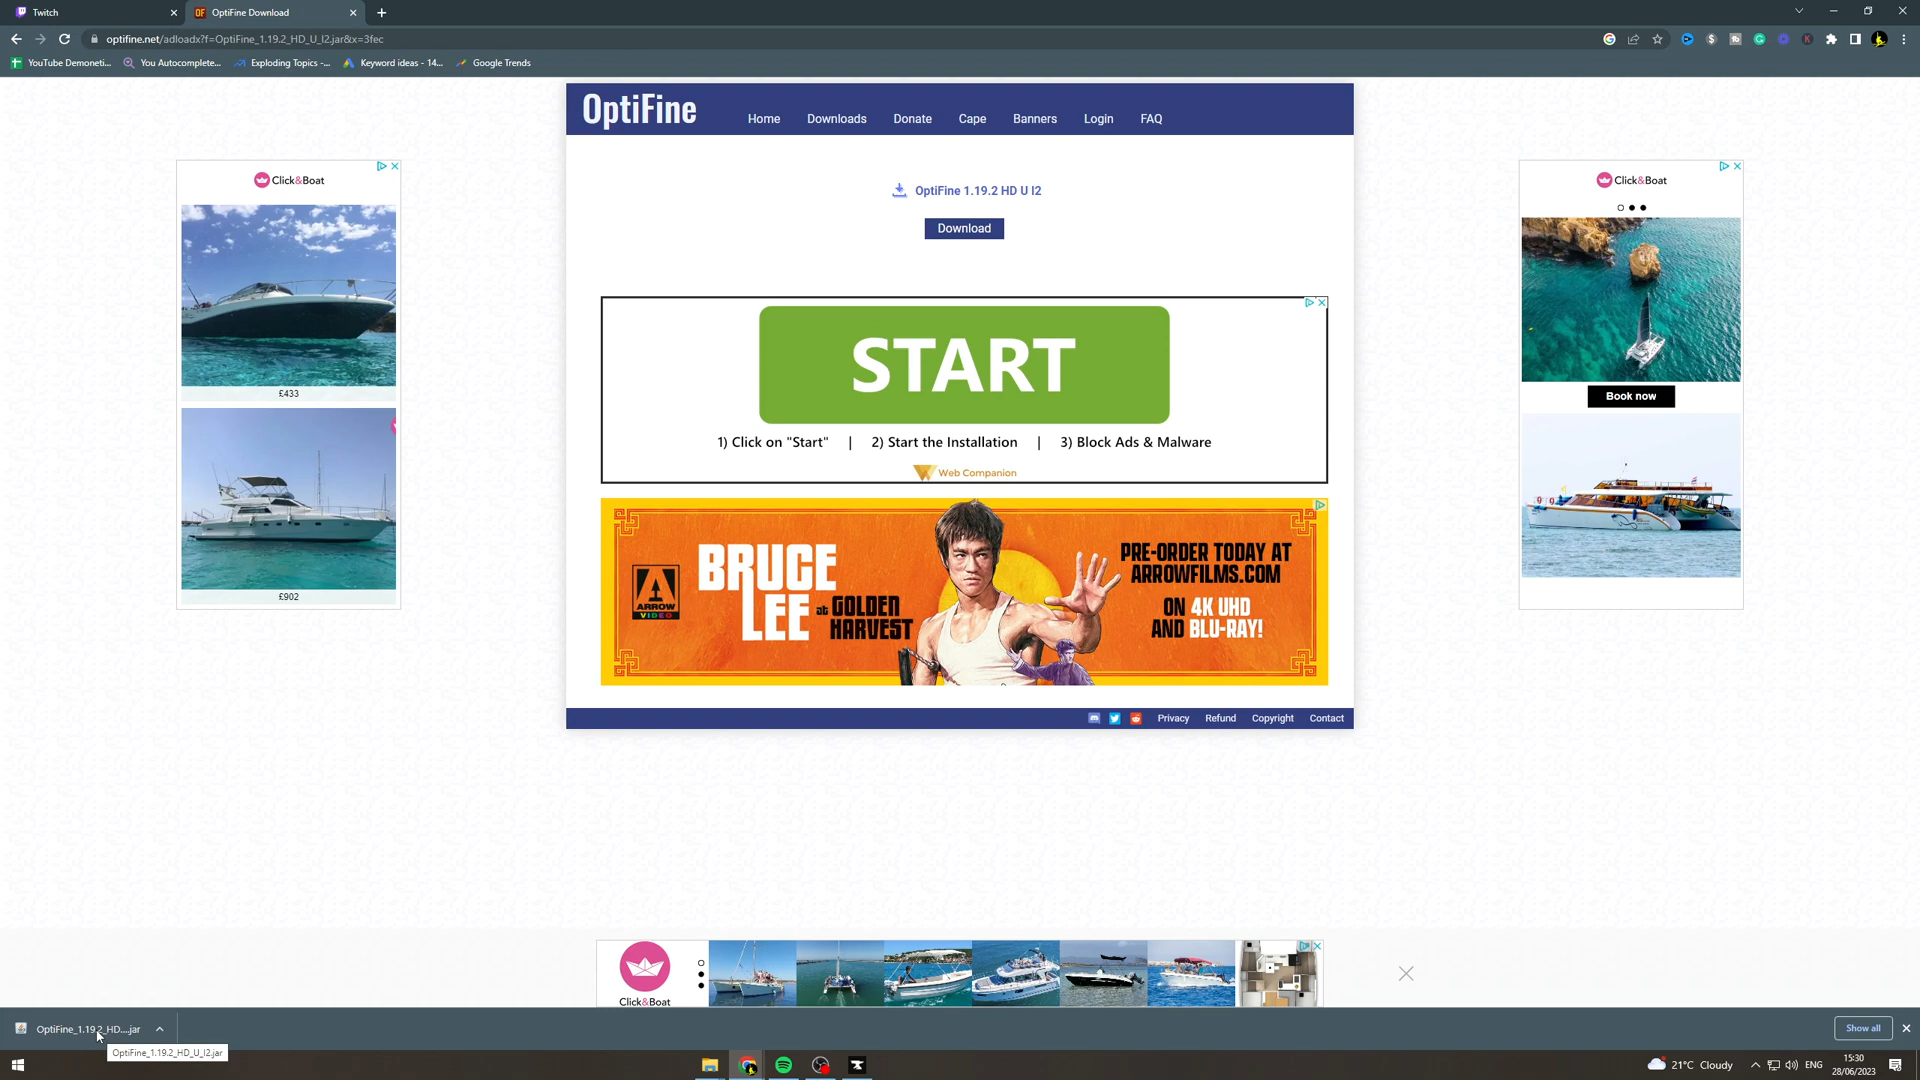 Twitch
OptiFine Download
optifine.net/adloadx?f=OptiFine_1.19.2_HD_U_I2.jar&x=3fec
YouTube Demoneti...
You Autocomplete...
Exploding Topics -...
Keyword ideas - 14...
Google Trends
OptiFine
Home
Downloads
Donate
Cape
Banners
Login
FAQ
OptiFine 1.19.2 HD U I2
Download
Click&Boat
£433
£902
START
1) Click on "Start" | 2) Start the Installation | 3) Block Ads & Malware
Web Companion
ARROW
VIDEO
BRUCE
LEE at GOLDEN
HARVEST
PRE-ORDER TODAY AT
ARROWFILMS.COM
ON 4K UHD
AND BLU-RAY!
Click&Boat
Book now
Privacy
Refund
Copyright
Contact
Click&Boat
OptiFine_1.19.2_HD....jar
OptiFine_1.19.2_HD_U_I2.jar
Show all
21°C Cloudy
ENG
15:30
28/06/2023